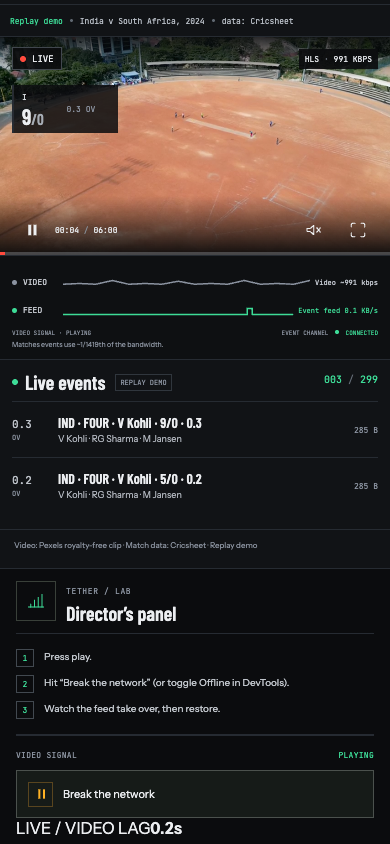 Replay demo • India v South Africa, 2024 • data: Cricsheet
LIVE
HLS · 991 KBPS
I
9/0
0.3 OV
00:04 / 06:00
VIDEO
Video ~991 kbps
FEED
Event feed 0.1 KB/s
VIDEO SIGNAL · PLAYING
EVENT CHANNEL • CONNECTED
Matches events use ~1/1419th of the bandwidth.
Live events
REPLAY DEMO
003 / 299
0.3
OV
IND · FOUR · V Kohli · 9/0 · 0.3
V Kohli · RG Sharma · M Jansen
285 B
0.2
OV
IND · FOUR · V Kohli · 5/0 · 0.2
V Kohli · RG Sharma · M Jansen
285 B
Video: Pexels royalty-free clip · Match data: Cricsheet · Replay demo
TETHER / LAB
Director’s panel
1 Press play.
2 Hit “Break the network” (or toggle Offline in DevTools).
3 Watch the feed take over, then restore.
VIDEO SIGNAL
PLAYING
Break the network
LIVE / VIDEO LAG0.2s